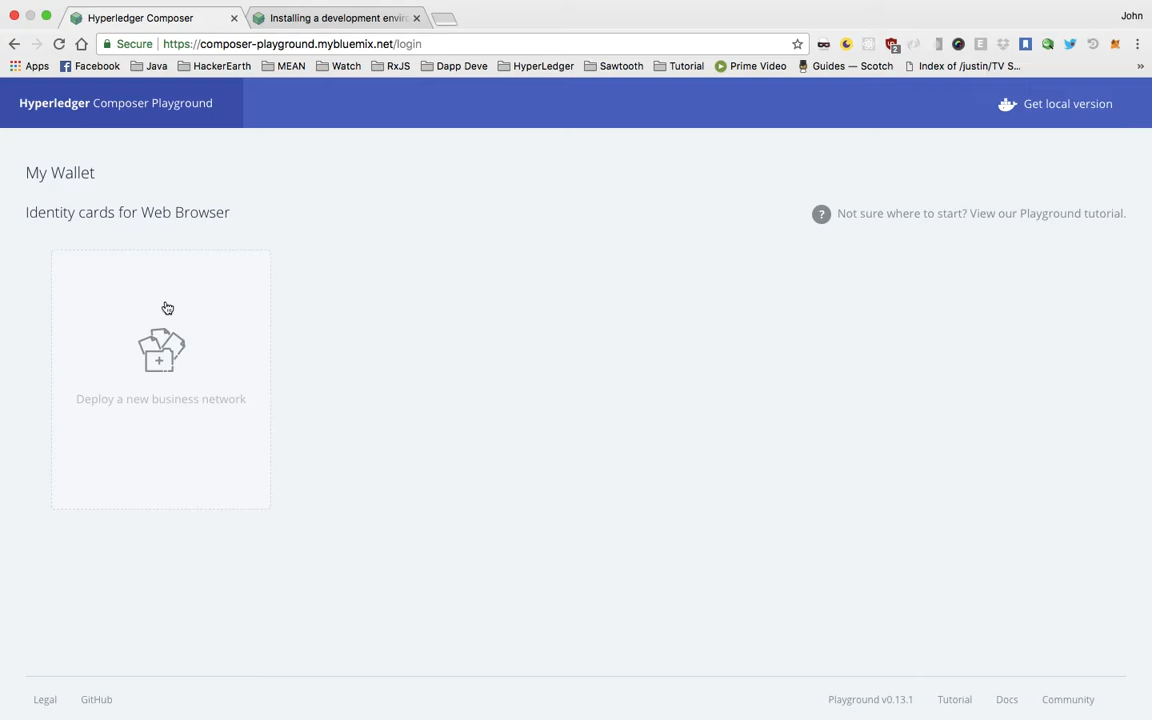 Hyperledger Composer
Installing a development enviro
John
Secure https://composer-playground.mybluemix.net/login
2
Apps Facebook Java HackerEarth MEAN Watch RxJS Dapp Deve HyperLedger Sawtooth Tutorial Prime Video Guides — Scotch Index of /justin/TV S... »
Hyperledger Composer Playground
Get local version
My Wallet
Identity cards for Web Browser
? Not sure where to start? View our Playground tutorial.
Deploy a new business network
Legal GitHub Playground v0.13.1 Tutorial Docs Community